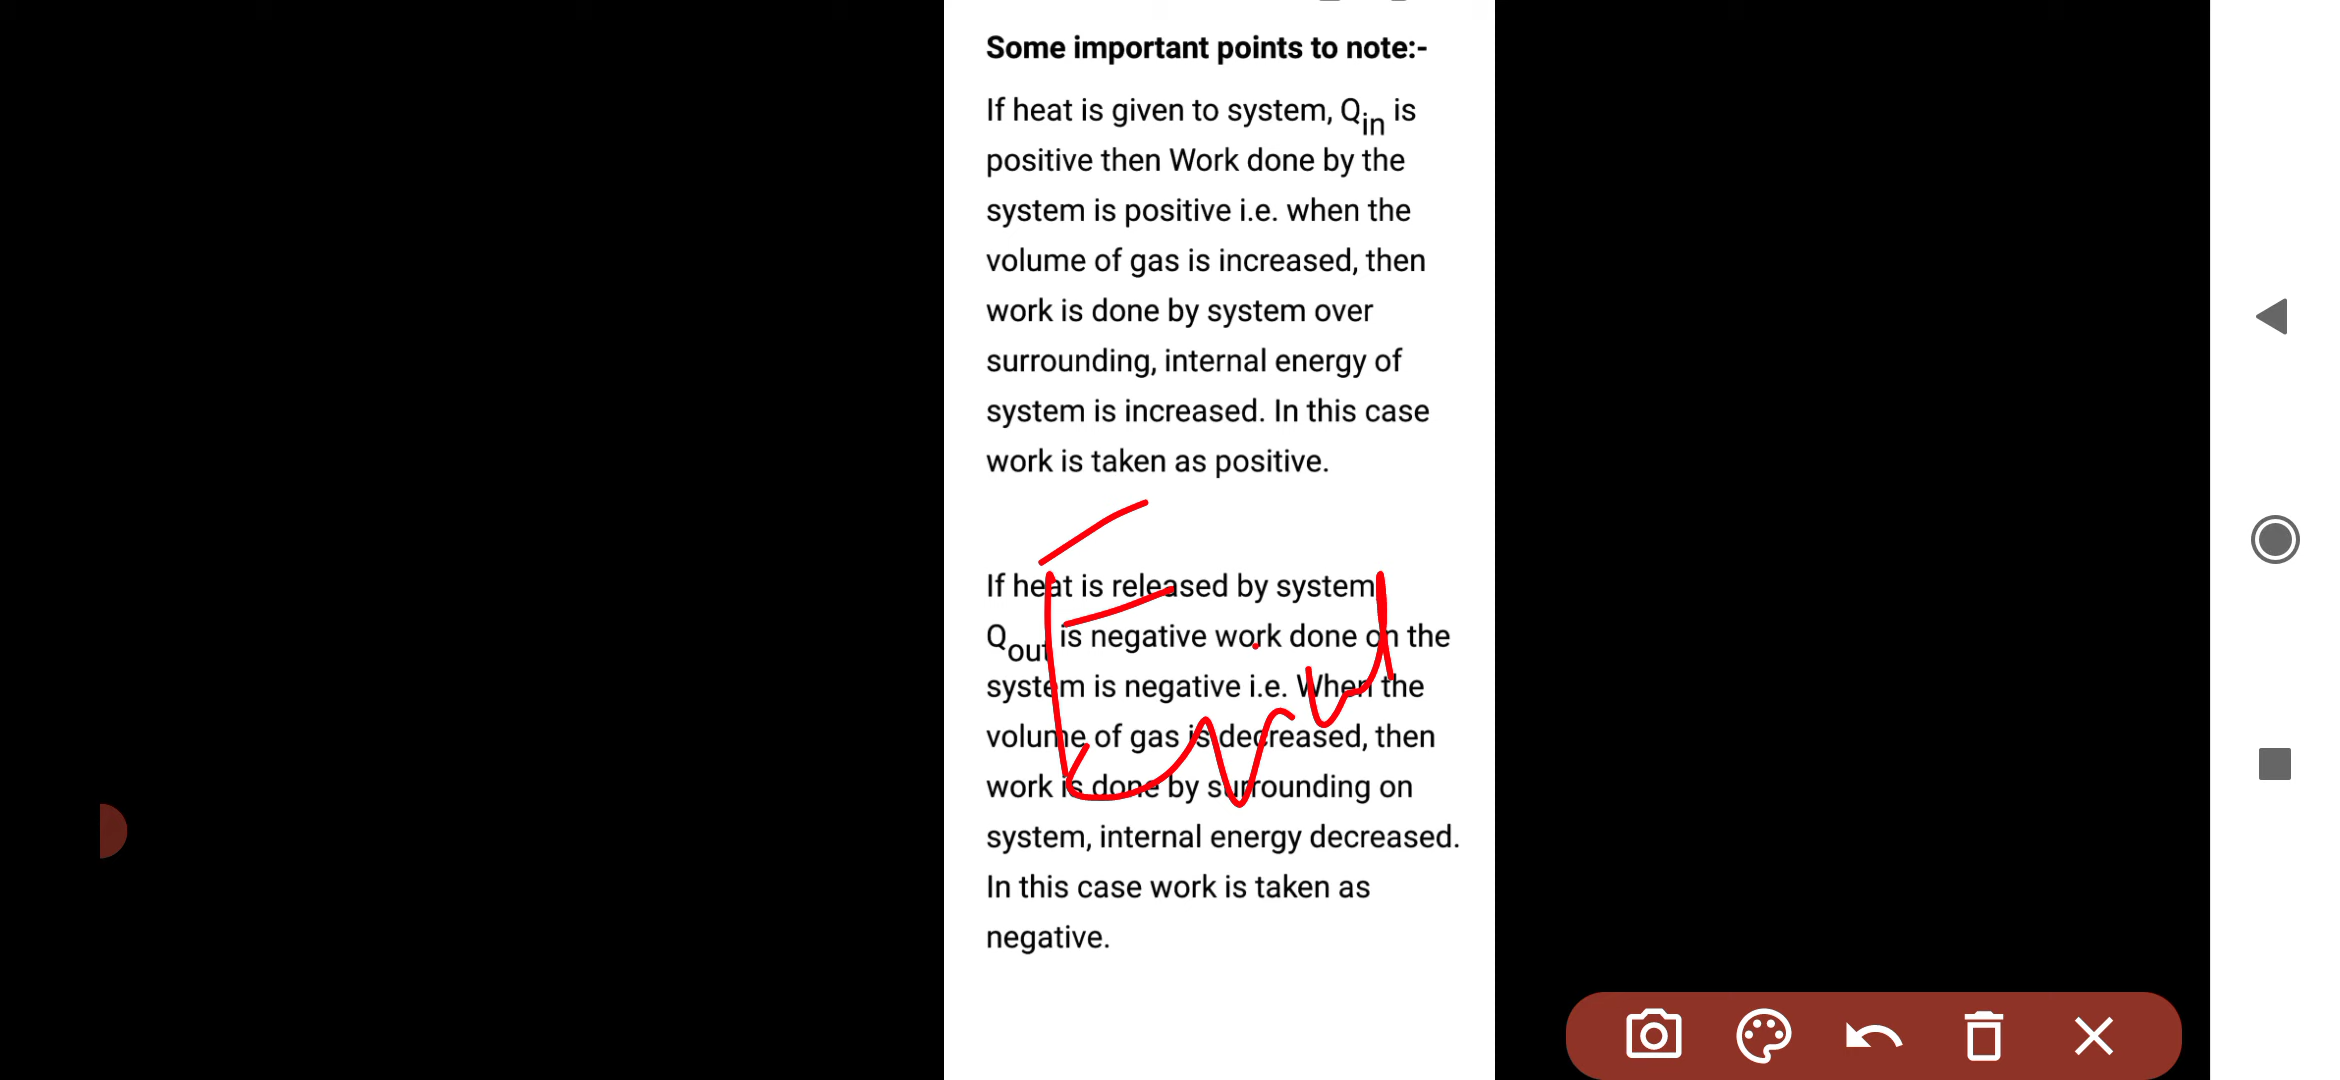 Some important points to note:-
If heat is given to system, Qin is
positive then Work done by the
system is positive i.e. when the
volume of gas is increased, then
work is done by system over
surrounding, internal energy of
system is increased. In this case
work is taken as positive.
If heat is released by system,
Qout is negative work done on the
system is negative i.e. When the
volume of gas is decreased, then
work is done by surrounding on
system, internal energy decreased.
In this case work is taken as
negative.